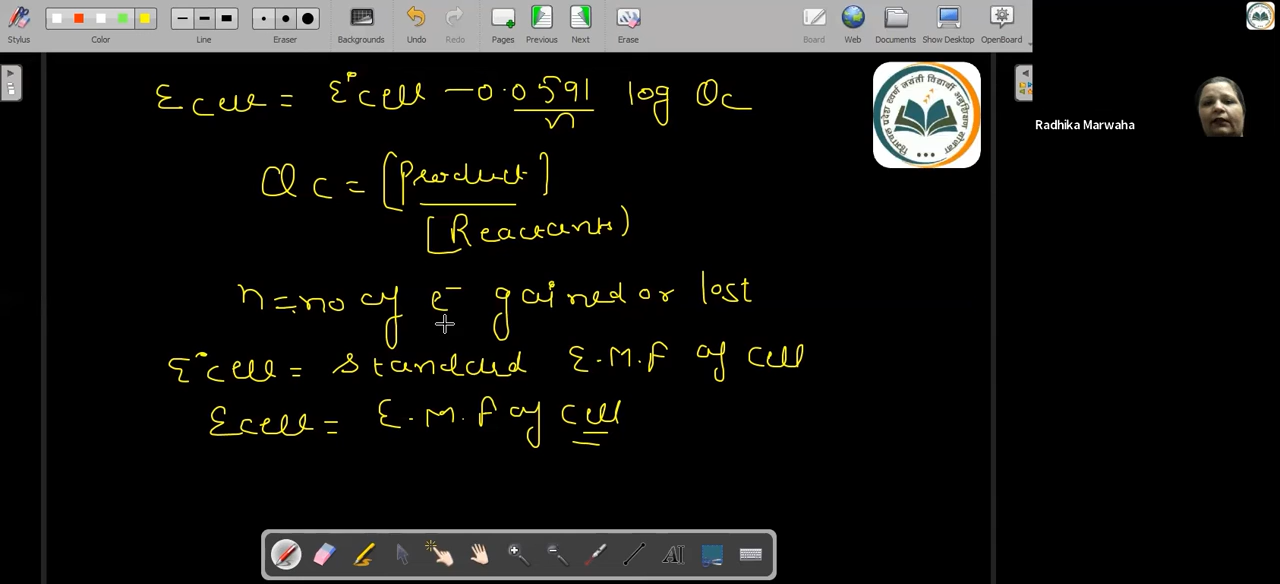 Stylus Color Line Eraser Backgrounds Undo Redo Pages Previous Next Erase Board Web Documents Show Desktop OpenBoard
Ecell = E°cell - 0.0591/n log Qc
Qc = [Product]/[Reactants)
n = no of e⁻ gained or lost
E°cell = Standard E.M.F of cell
Ecell = E.M.F of cell
Radhika Marwaha
AI